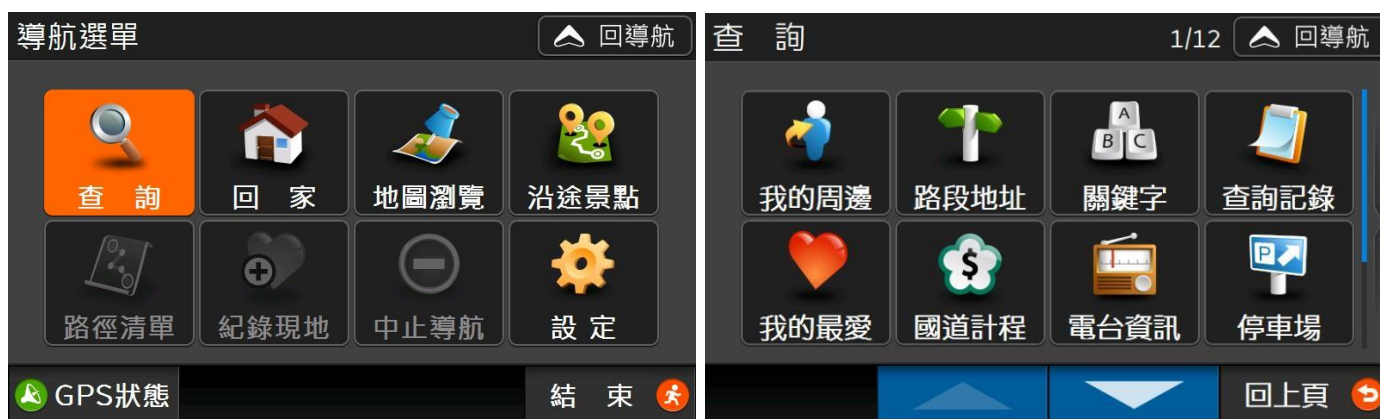 導航選單 回導航
查 詢 回 家 地圖瀏覽 沿途景點
路徑清單 紀錄現地 中止導航 設 定
GPS狀態 結 束
查 詢 1/12 回導航
A
B C
我的周邊 路段地址 關鍵字 查詢記錄
$ P
我的最愛 國道計程 電台資訊 停車場
回上頁